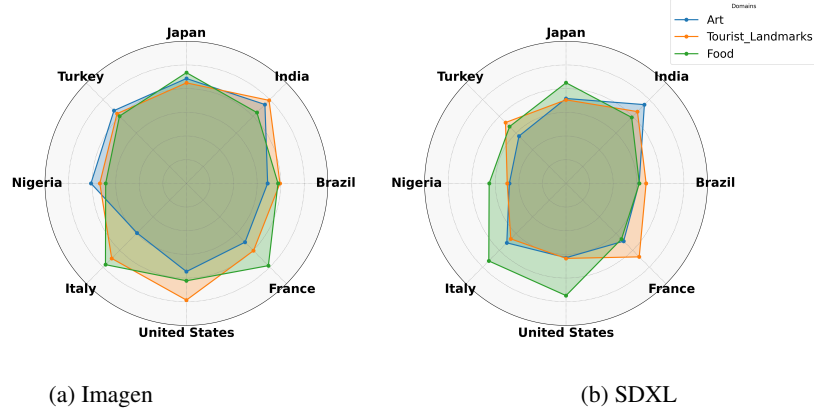 Domains
Art
Tourist_Landmarks
Food
Japan
India
Brazil
France
United States
Italy
Nigeria
Turkey
(a) Imagen
Japan
India
Brazil
France
United States
Italy
Nigeria
Turkey
(b) SDXL